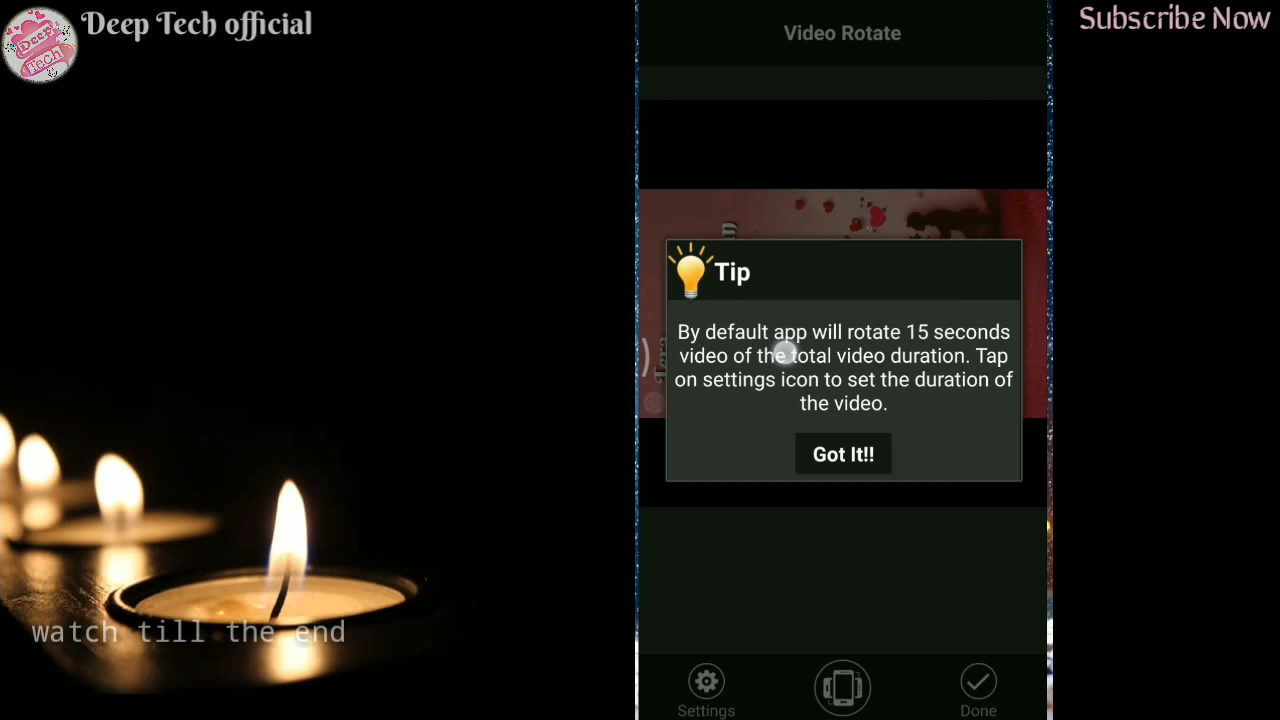 Deep Tech official
Deep
Tech
Subscribe Now
Video Rotate
Tip
By default app will rotate 15 seconds
video of the total video duration. Tap
on settings icon to set the duration of
the video.
Got It!!
watch till the end
Settings
Done